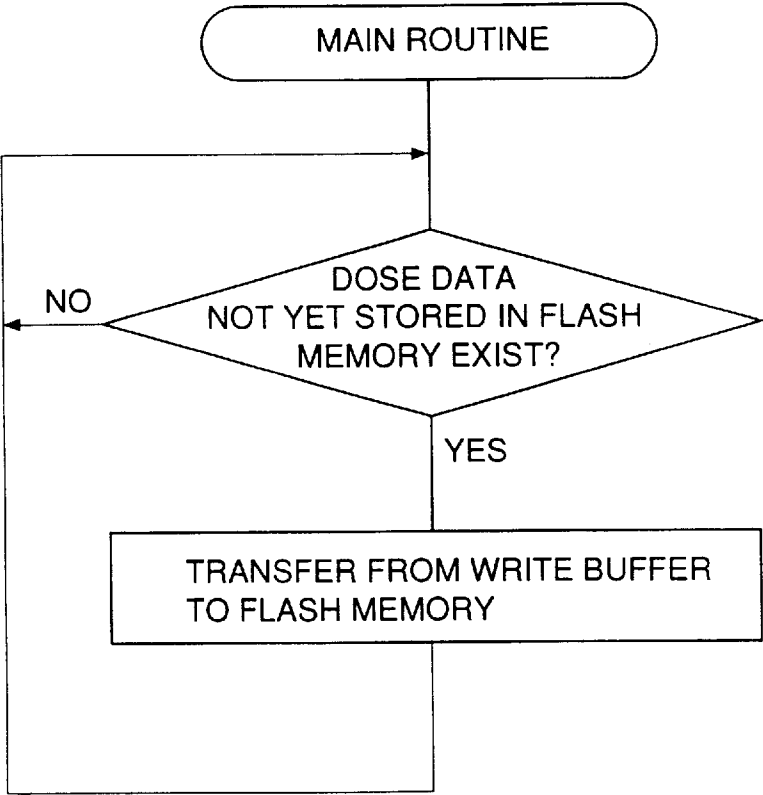 MAIN ROUTINE
DOSE DATA
NOT YET STORED IN FLASH
MEMORY EXIST?
NO
YES
TRANSFER FROM WRITE BUFFER
TO FLASH MEMORY